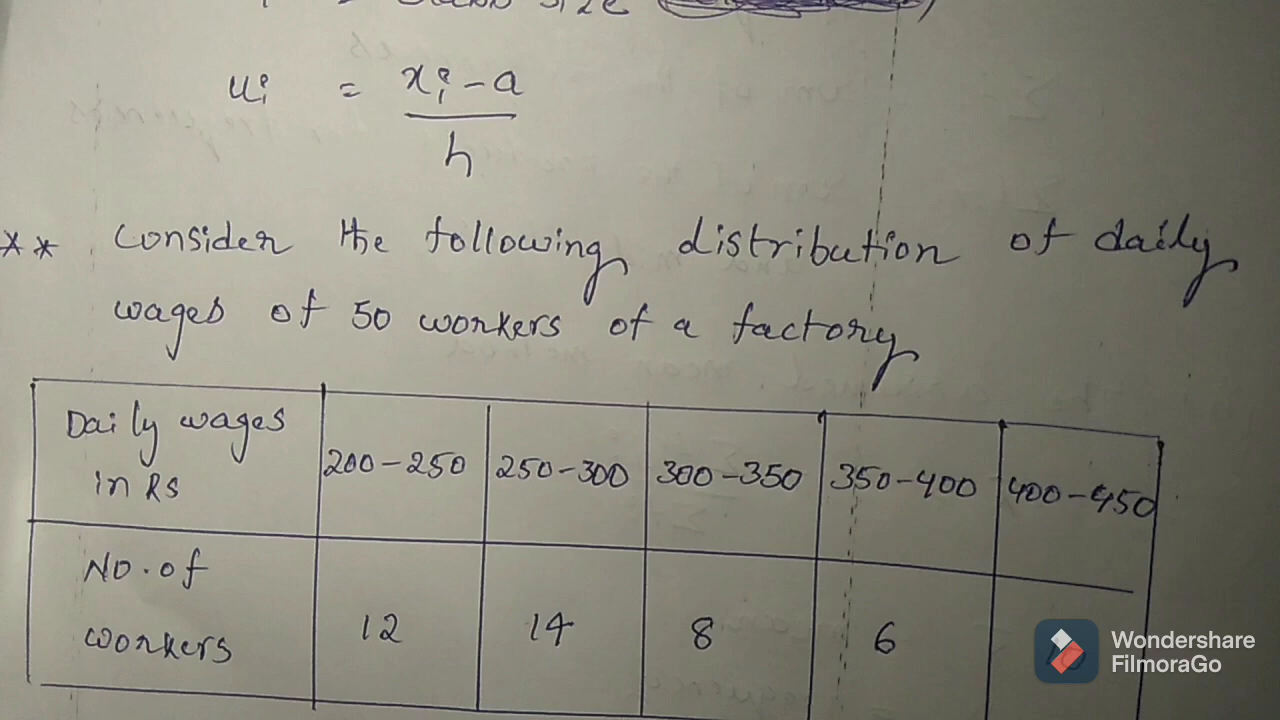 ui = xi - a
h
** Consider the following distribution of daily
wages of 50 workers of a factory
Daily wages in Rs 200-250 250-300 300-350 350-400 400-450
No. of workers 12 14 8 6
Wondershare
FilmoraGo